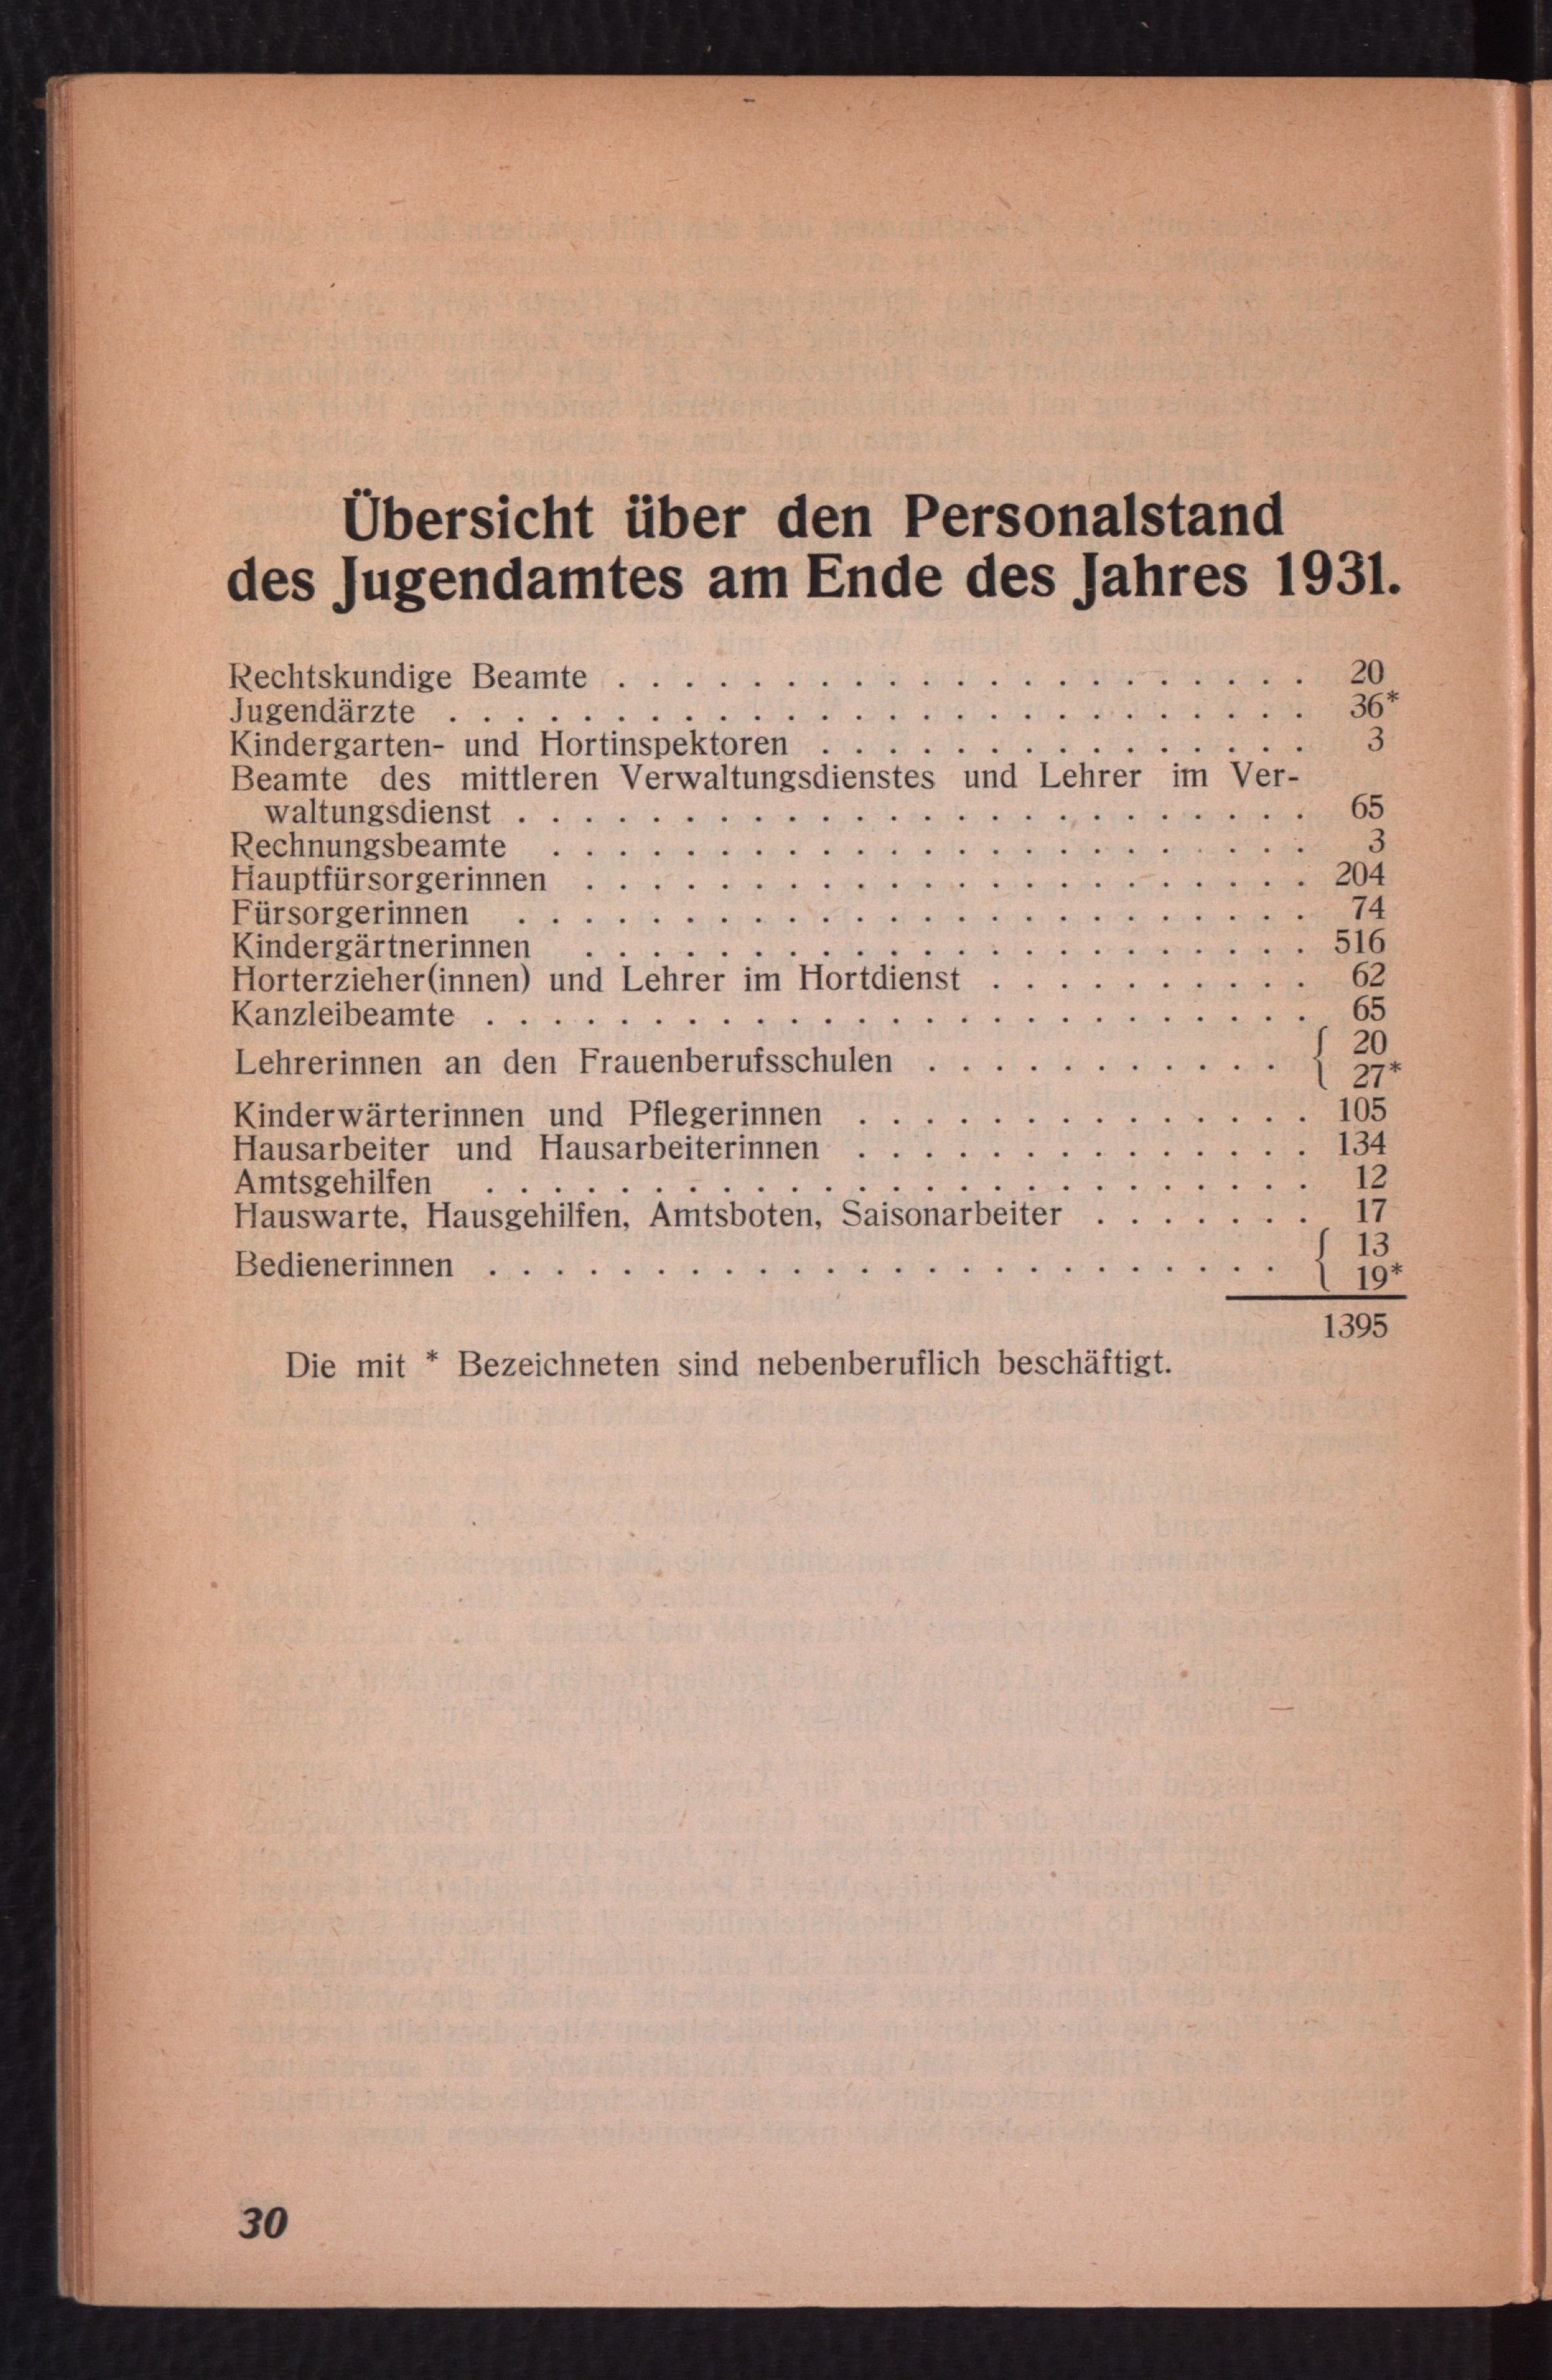 Übersicht über den Personalstand
des Jugendamtes am Ende des Jahres 1931.
Rechtskundige Beamte . . . . . . . . . . . . . . . . . . . . . 20
Jugendärzte . . . . . . . . . . . . . . . . . . . . . . . . . . 36*
Kindergarten- und Hortinspektoren . . . . . . . . . . . . . . . 3
Beamte des mittleren Verwaltungsdienstes und Lehrer im Ver-
waltungsdienst . . . . . . . . . . . . . . . . . . . . . . . . 65
Rechnungsbeamte . . . . . . . . . . . . . . . . . . . . . . . 3
Hauptfürsorgerinnen . . . . . . . . . . . . . . . . . . . . . . 204
Fürsorgerinnen . . . . . . . . . . . . . . . . . . . . . . . . 74
Kindergärtnerinnen . . . . . . . . . . . . . . . . . . . . . . 516
Horterzieher(innen) und Lehrer im Hortdienst . . . . . . . . . . 62
Kanzleibeamte . . . . . . . . . . . . . . . . . . . . . . . . . 65
Lehrerinnen an den Frauenberufsschulen . . . . . . . . . . . { 20
27*
Kinderwärterinnen und Pflegerinnen . . . . . . . . . . . . . . 105
Hausarbeiter und Hausarbeiterinnen . . . . . . . . . . . . . . 134
Amtsgehilfen . . . . . . . . . . . . . . . . . . . . . . . . . 12
Hauswarte, Hausgehilfen, Amtsboten, Saisonarbeiter . . . . . . . 17
Bedienerinnen . . . . . . . . . . . . . . . . . . . . . . . . { 13
19*
1395
Die mit * Bezeichneten sind nebenberuflich beschäftigt.
30